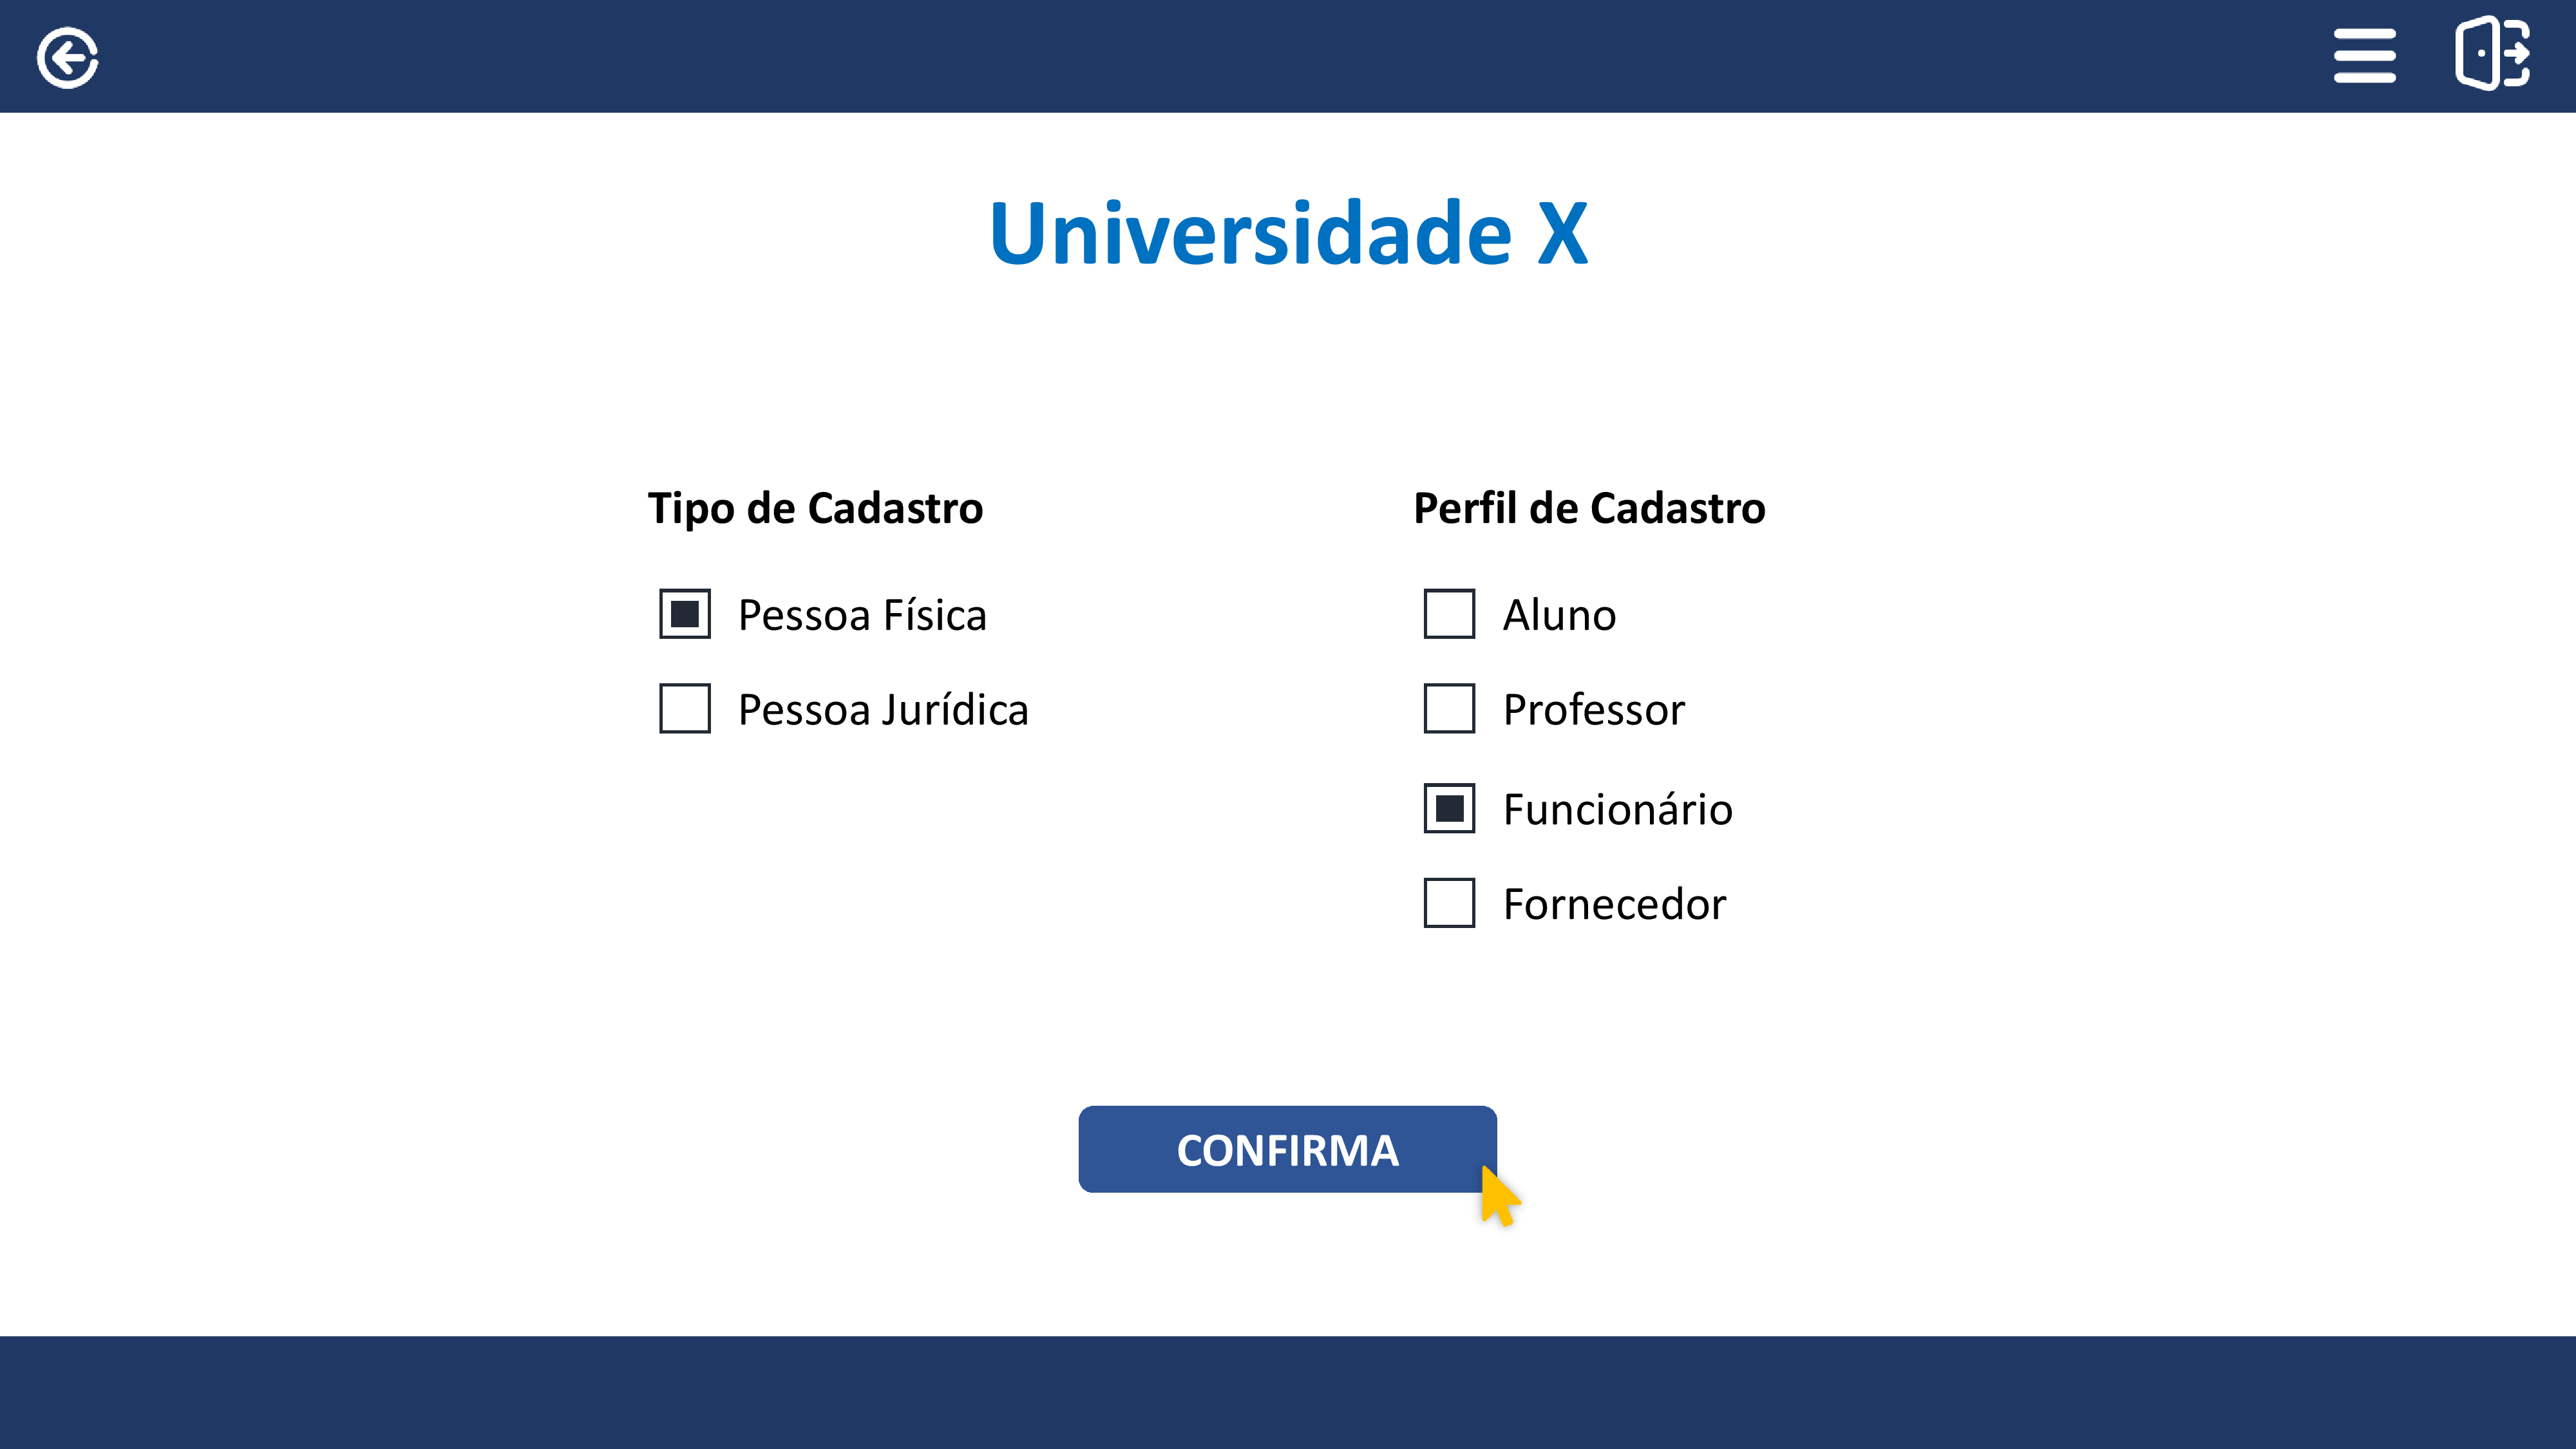 Universidade X
Tipo de Cadastro
Pessoa Física
Pessoa Jurídica
Perfil de Cadastro
Aluno
Professor
Funcionário
Fornecedor
CONFIRMA